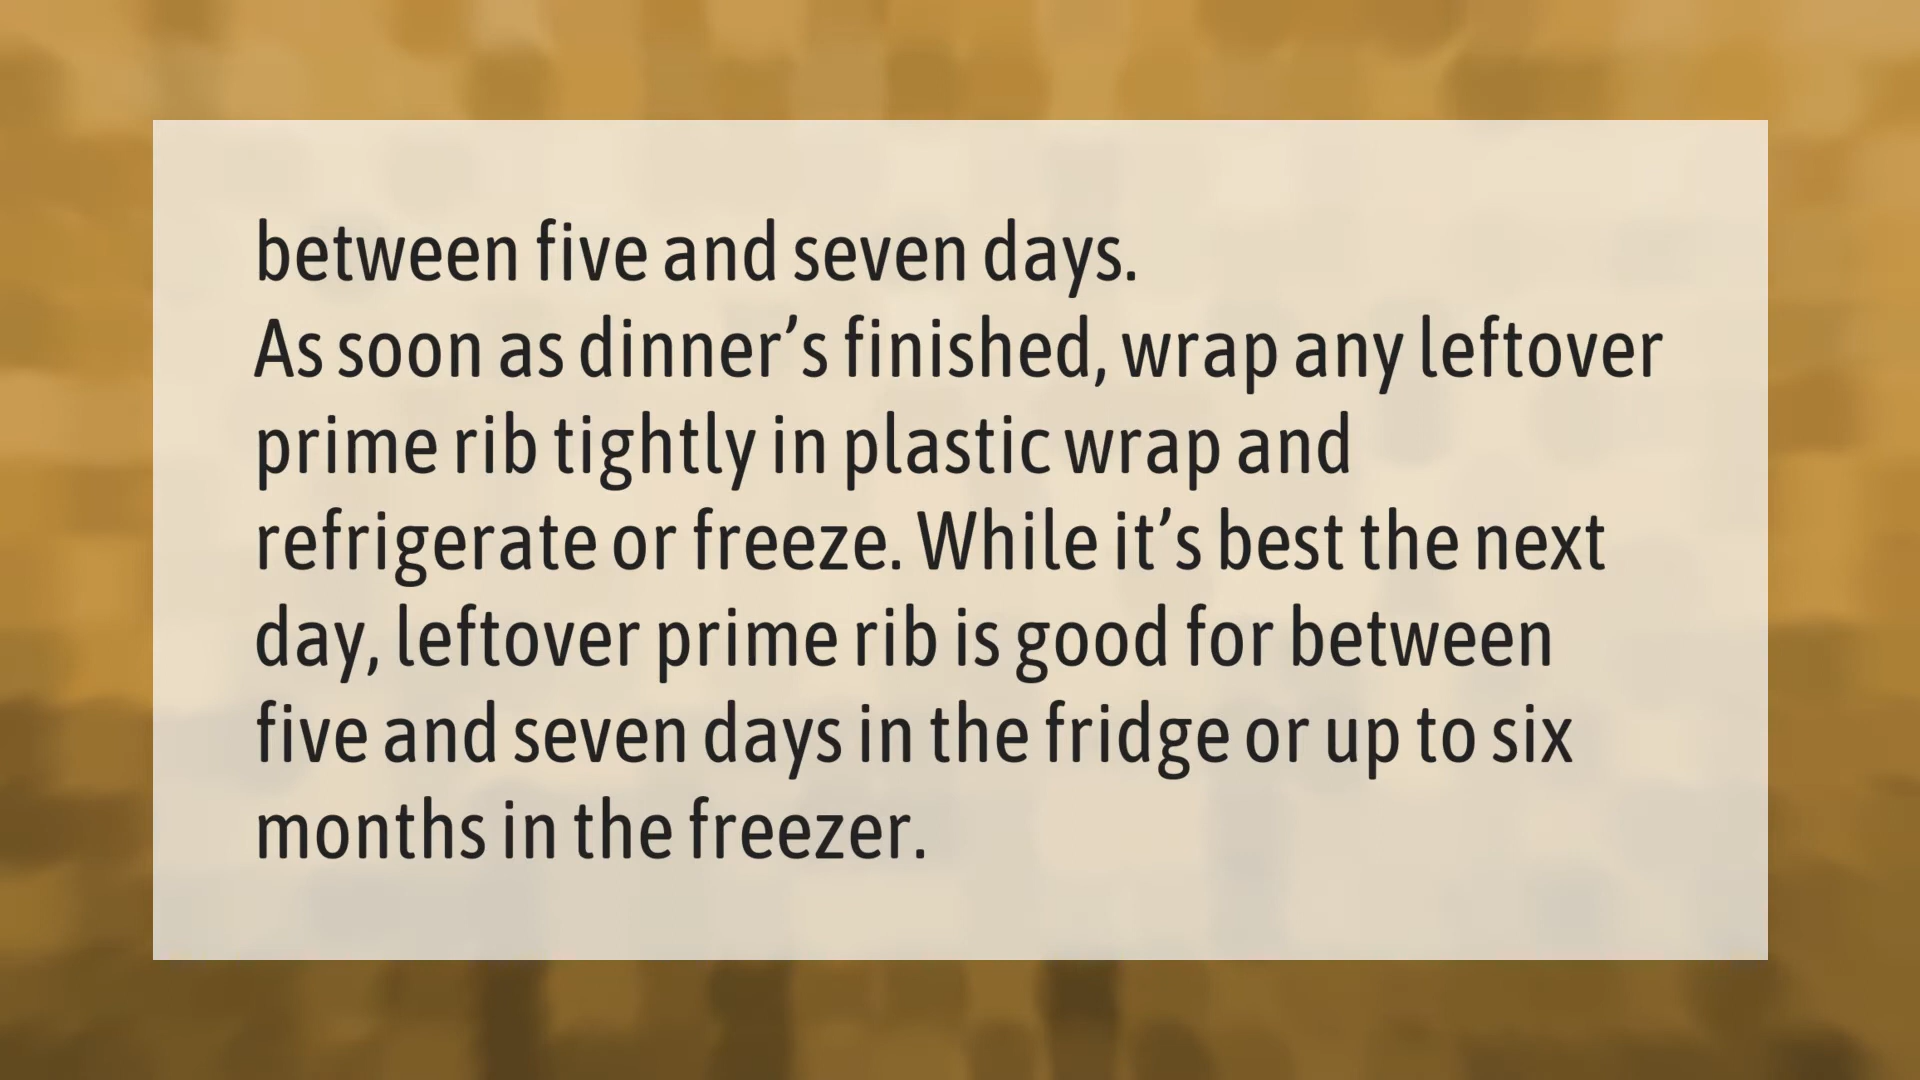 between five and seven days.
As soon as dinner’s finished, wrap any leftover
prime rib tightly in plastic wrap and
refrigerate or freeze. While it’s best the next
day, leftover prime rib is good for between
five and seven days in the fridge or up to six
months in the freezer.